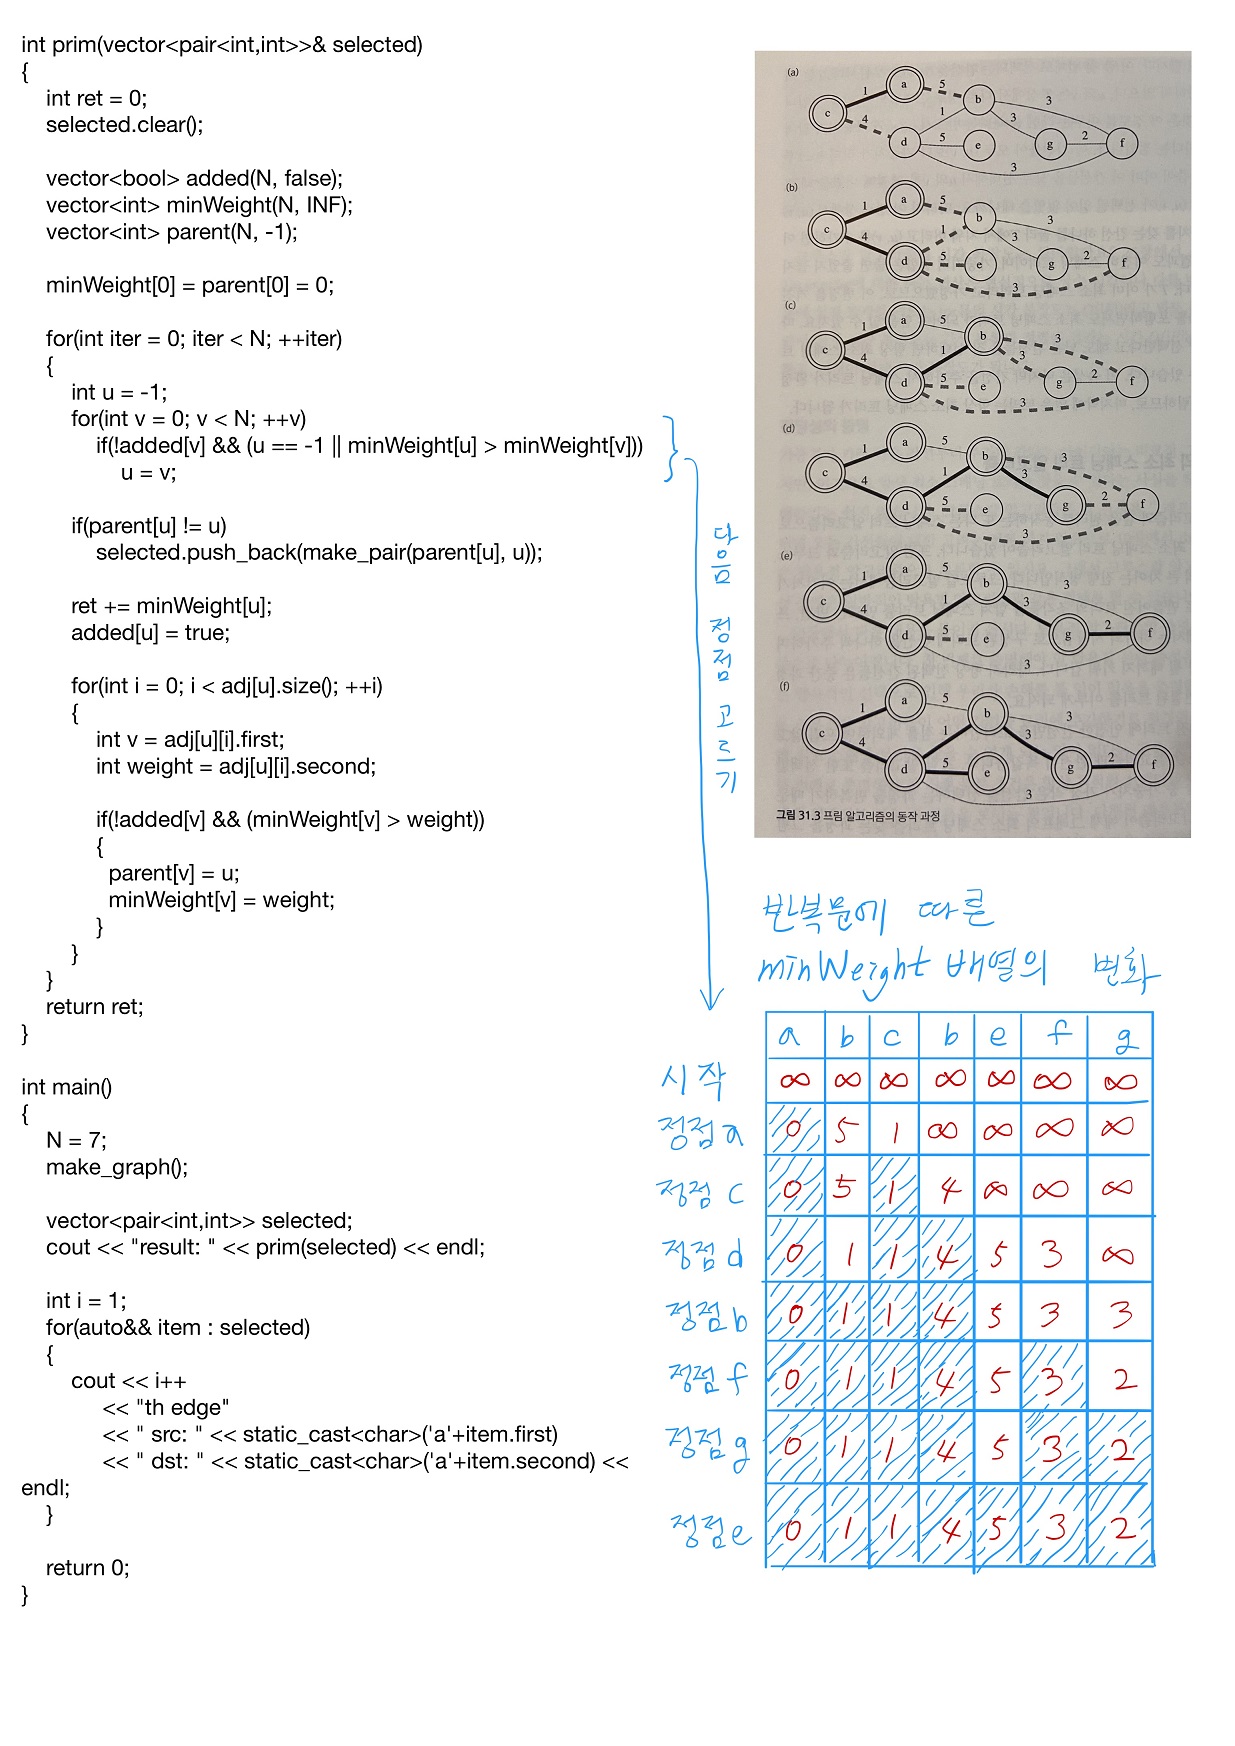 int prim(vector<pair<int,int>>& selected)
{
int ret = 0;
selected.clear();
vector<bool> added(N, false);
vector<int> minWeight(N, INF);
vector<int> parent(N, -1);
minWeight[0] = parent[0] = 0;
for(int iter = 0; iter < N; ++iter)
{
int u = -1;
for(int v = 0; v < N; ++v)
if(!added[v] && (u == -1 || minWeight[u] > minWeight[v]))
u = v;
if(parent[u] != u)
selected.push_back(make_pair(parent[u], u));
ret += minWeight[u];
added[u] = true;
for(int i = 0; i < adj[u].size(); ++i)
{
int v = adj[u][i].first;
int weight = adj[u][i].second;
if(!added[v] && (minWeight[v] > weight))
{
parent[v] = u;
minWeight[v] = weight;
}
}
}
return ret;
}
int main()
{
N = 7;
make_graph();
vector<pair<int,int>> selected;
cout << "result: " << prim(selected) << endl;
int i = 1;
for(auto&& item : selected)
{
cout << i++
<< "th edge"
<< " src: " << static_cast<char>('a'+item.first)
<< " dst: " << static_cast<char>('a'+item.second) <<
endl;
}
return 0;
}
다음 정점 고르기
(a)
a 5 b 3
1 c 4 1 3
d 5 e g 2 f
3
(b)
a 5 b 3
1 c 4 1 3
d 5 e g 2 f
3
(c)
a 5 b 3
1 c 4 1 3
d 5 e g 2 f
3
(d)
a 5 b 3
1 c 4 1 3
d 5 e g 2 f
3
(e)
a 5 b 3
1 c 4 1 3
d 5 e g 2 f
3
(f)
a 5 b 3
1 c 4 1 3
d 5 e g 2 f
3
그림 31.3 프림 알고리즘의 동작 과정
반복문에 따른
minWeight 배열의 변화
a b c b e f g
시작 ∞ ∞ ∞ ∞ ∞ ∞ ∞
정점a 0 5 1 ∞ ∞ ∞ ∞
정점c 0 5 1 4 ∞ ∞ ∞
정점d 0 1 1 4 5 3 ∞
정점b 0 1 1 4 5 3 3
정점f 0 1 1 4 5 3 2
정점g 0 1 1 4 5 3 2
정점e 0 1 1 4 5 3 2